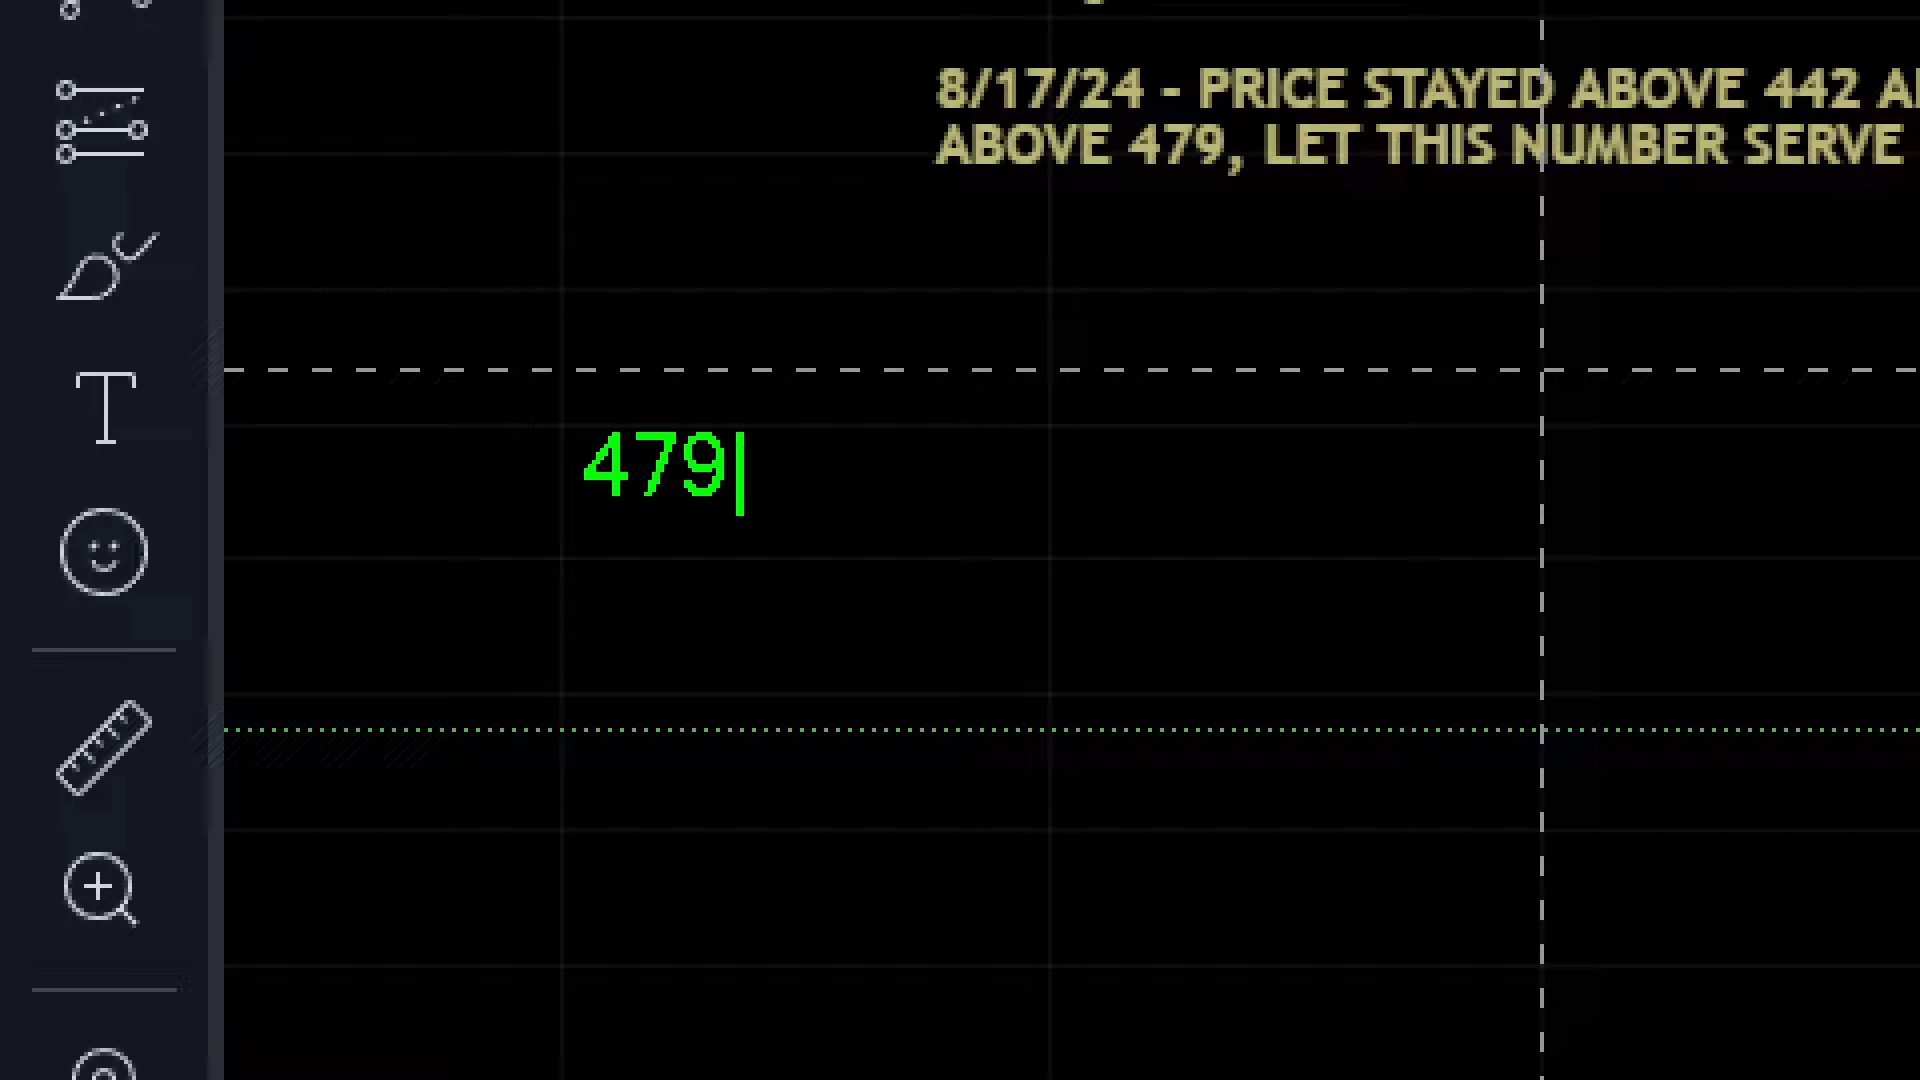 8/17/24 - PRICE STAYED ABOVE 442
ABOVE 479, LET THIS NUMBER SERVE
479